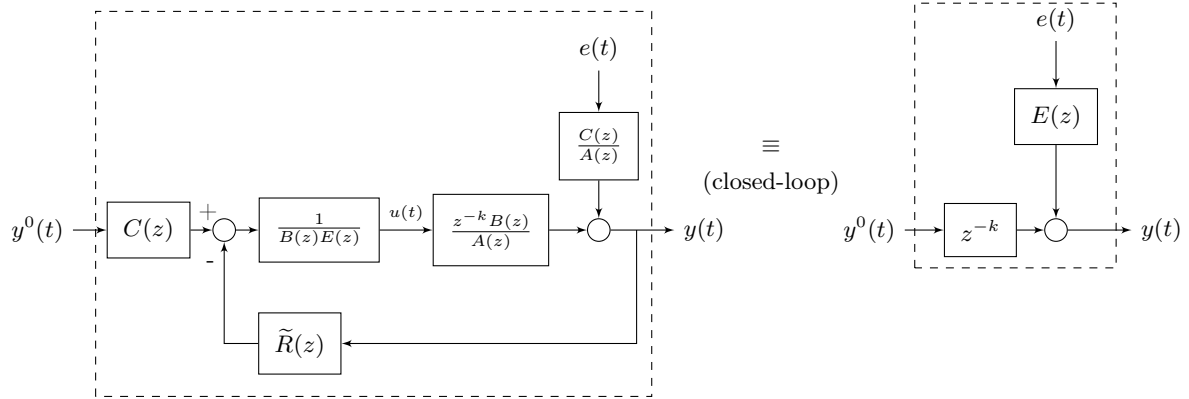 e(t)
C(z)
A(z)
y⁰(t)
C(z)
+
-
1
B(z)E(z)
u(t)
z⁻ᵏB(z)
A(z)
y(t)
R̃(z)
≡
(closed-loop)
e(t)
E(z)
y⁰(t)
z⁻ᵏ
y(t)